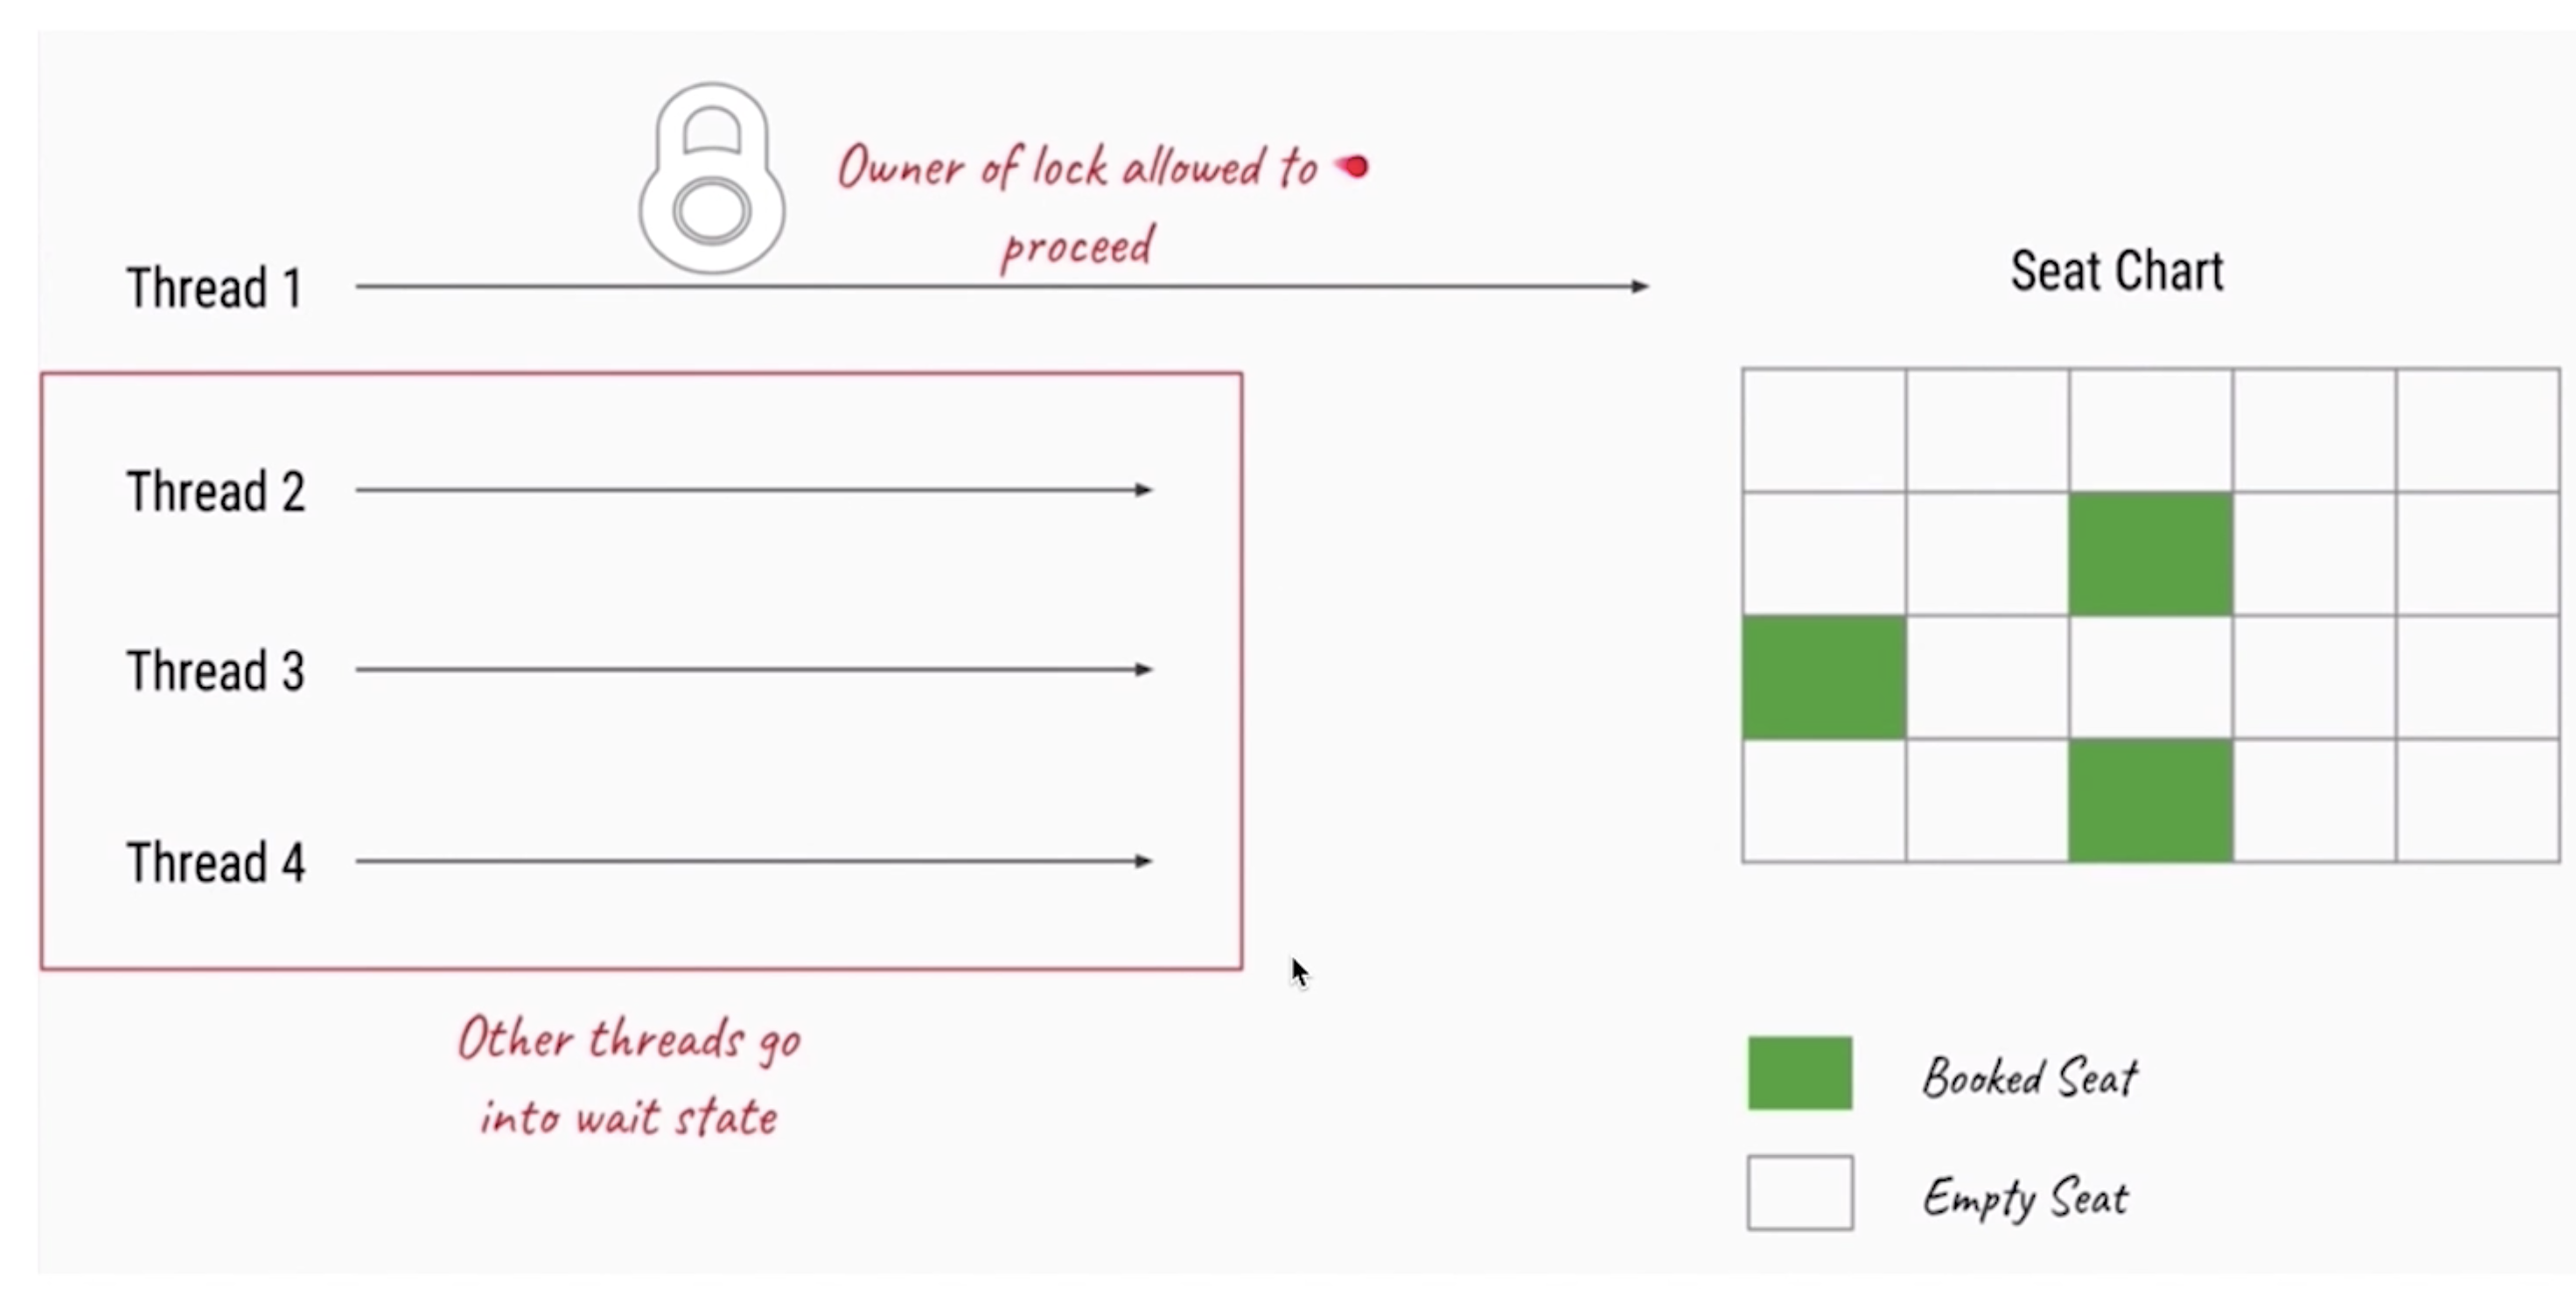 Owner of lock allowed to
proceed
Thread 1
Seat Chart
Thread 2
Thread 3
Thread 4
Other threads go
into wait state
Booked Seat
Empty Seat